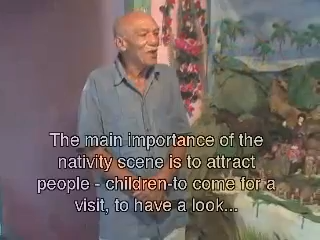 The main importance of the
nativity scene is to attract
people - children-to come for a
visit, to have a look...